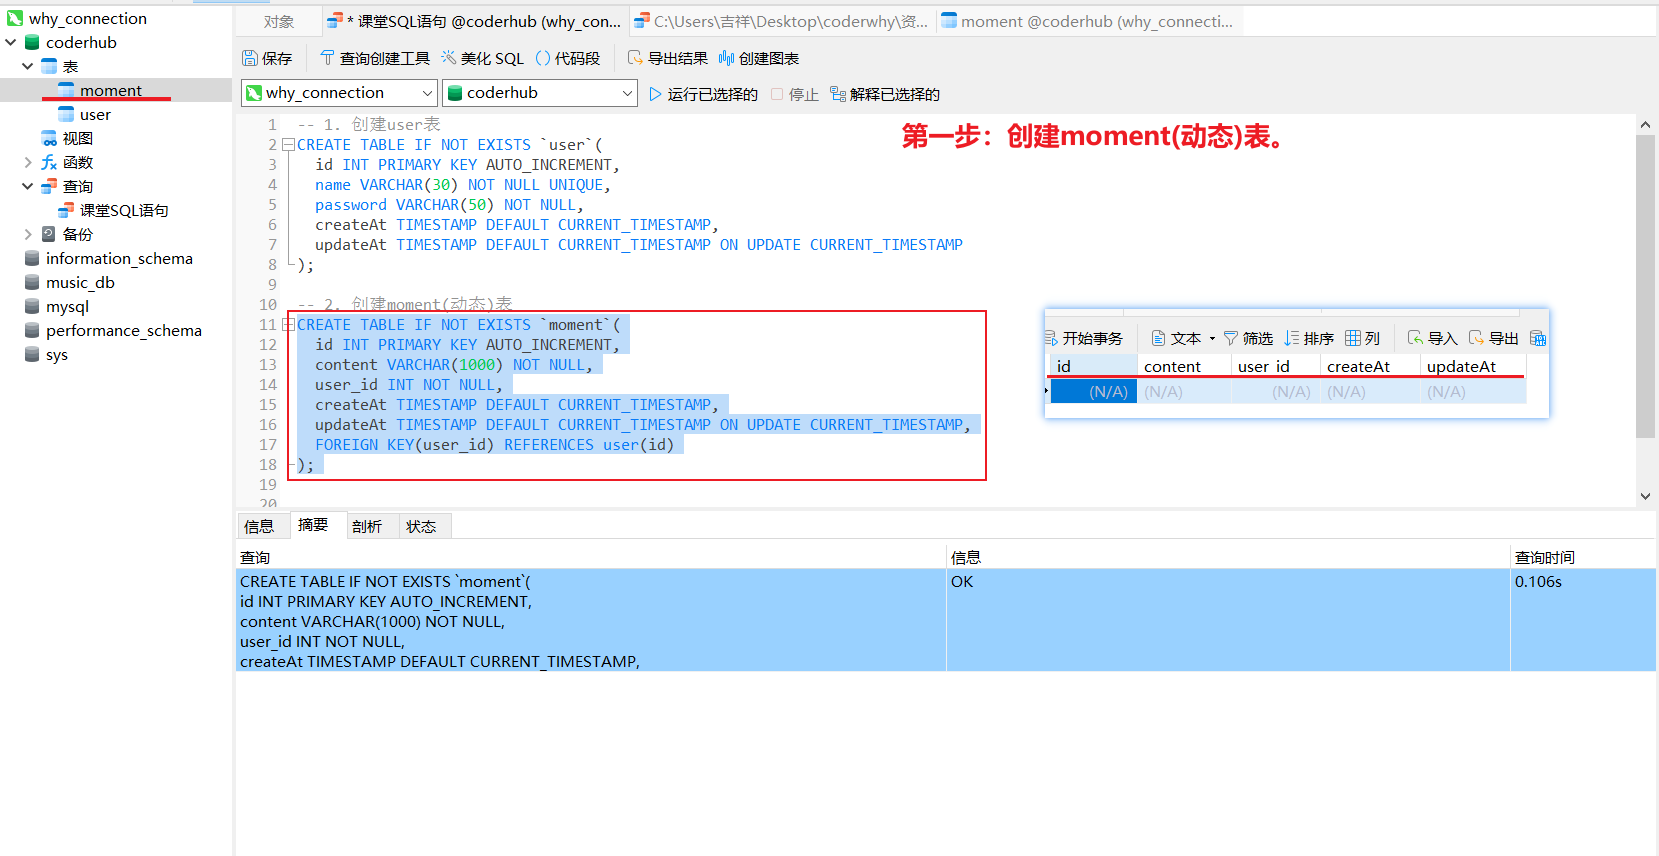 why_connection
coderhub
表
moment
user
视图
函数
查询
课堂SQL语句
备份
information_schema
music_db
mysql
performance_schema
sys
对象
* 课堂SQL语句 @coderhub (why_con...
C:\Users\吉祥\Desktop\coderwhy\资...
moment @coderhub (why_connecti...
保存
查询创建工具
美化 SQL
() 代码段
导出结果
创建图表
why_connection
coderhub
运行已选择的
停止
解释已选择的
第一步：创建moment(动态)表。
1 -- 1. 创建user表
2 CREATE TABLE IF NOT EXISTS `user`(
3 id INT PRIMARY KEY AUTO_INCREMENT,
4 name VARCHAR(30) NOT NULL UNIQUE,
5 password VARCHAR(50) NOT NULL,
6 createAt TIMESTAMP DEFAULT CURRENT_TIMESTAMP,
7 updateAt TIMESTAMP DEFAULT CURRENT_TIMESTAMP ON UPDATE CURRENT_TIMESTAMP
8 );
9
10 -- 2. 创建moment(动态)表
11 CREATE TABLE IF NOT EXISTS `moment`(
12 id INT PRIMARY KEY AUTO_INCREMENT,
13 content VARCHAR(1000) NOT NULL,
14 user_id INT NOT NULL,
15 createAt TIMESTAMP DEFAULT CURRENT_TIMESTAMP,
16 updateAt TIMESTAMP DEFAULT CURRENT_TIMESTAMP ON UPDATE CURRENT_TIMESTAMP,
17 FOREIGN KEY(user_id) REFERENCES user(id)
18 );
19
20
开始事务 文本 筛选 排序 列 导入 导出
id content user_id createAt updateAt
(N/A) (N/A) (N/A) (N/A) (N/A)
信息 摘要 剖析 状态
查询 信息 查询时间
CREATE TABLE IF NOT EXISTS `moment`( OK 0.106s
id INT PRIMARY KEY AUTO_INCREMENT,
content VARCHAR(1000) NOT NULL,
user_id INT NOT NULL,
createAt TIMESTAMP DEFAULT CURRENT_TIMESTAMP,